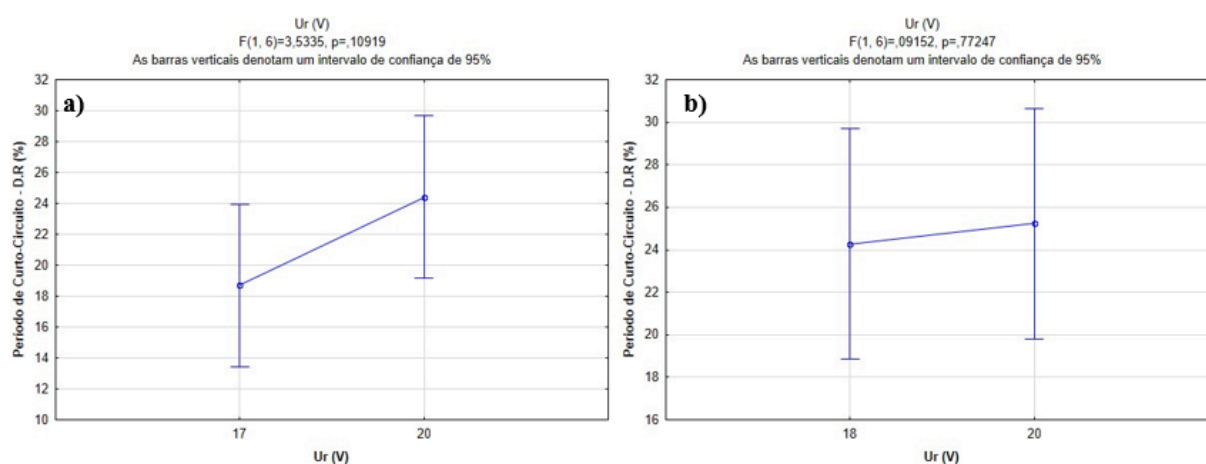 Ur (V)
F(1, 6)=3,5335, p=,10919
As barras verticais denotam um intervalo de confiança de 95%
a)
Período de Curto-Circuito - D.R (%)
32
30
28
26
24
22
20
18
16
14
12
10
17
20
Ur (V)
Ur (V)
F(1, 6)=,09152, p=,77247
As barras verticais denotam um intervalo de confiança de 95%
b)
Período de Curto-Circuito - D.R (%)
32
30
28
26
24
22
20
18
16
18
20
Ur (V)